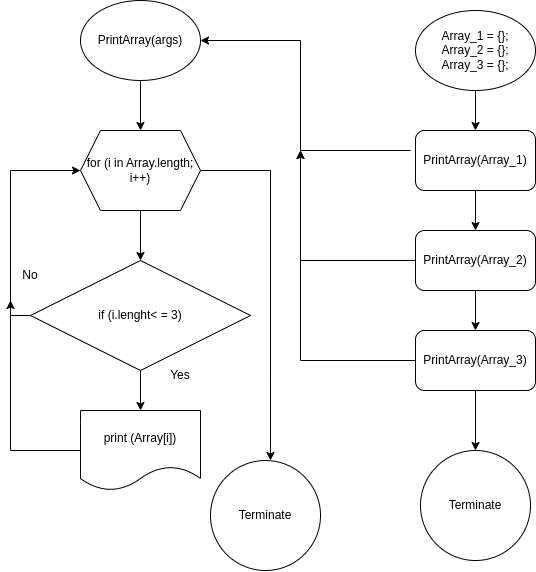 PrintArray(args)
Array_1 = {};
Array_2 = {};
Array_3 = {};
for (i in Array.length;
i++)
PrintArray(Array_1)
No
PrintArray(Array_2)
if (i.lenght< = 3)
PrintArray(Array_3)
Yes
print (Array[i])
Terminate
Terminate